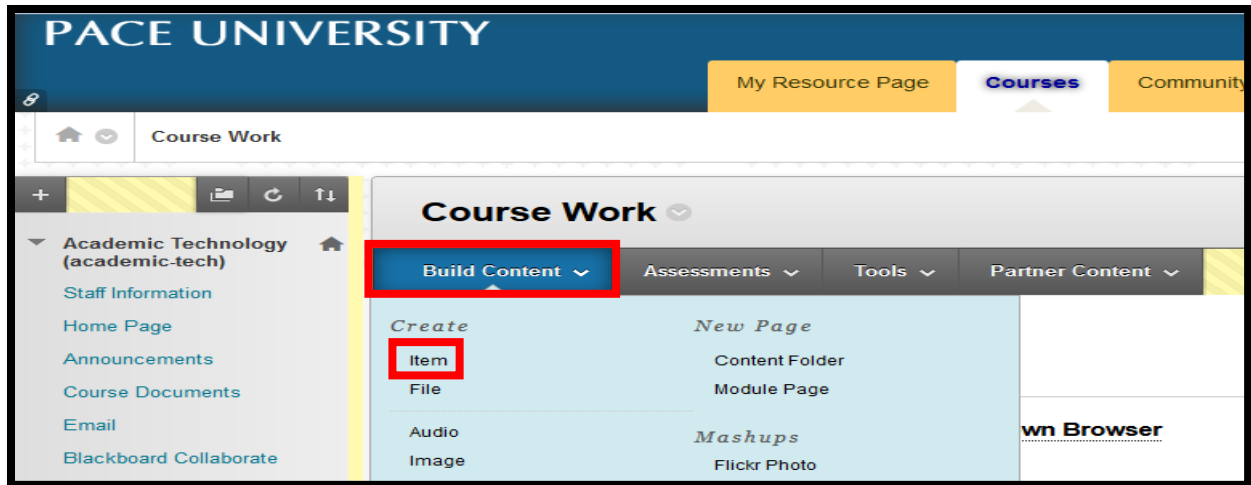 PACE UNIVERSITY
My Resource Page Courses Community
Course Work
Course Work
Academic Technology
(academic-tech)
Staff Information
Home Page
Announcements
Course Documents
Email
Blackboard Collaborate
Build Content Assessments Tools Partner Content
Create
Item
File
Audio
Image
New Page
Content Folder
Module Page
Mashups
Flickr Photo
wn Browser